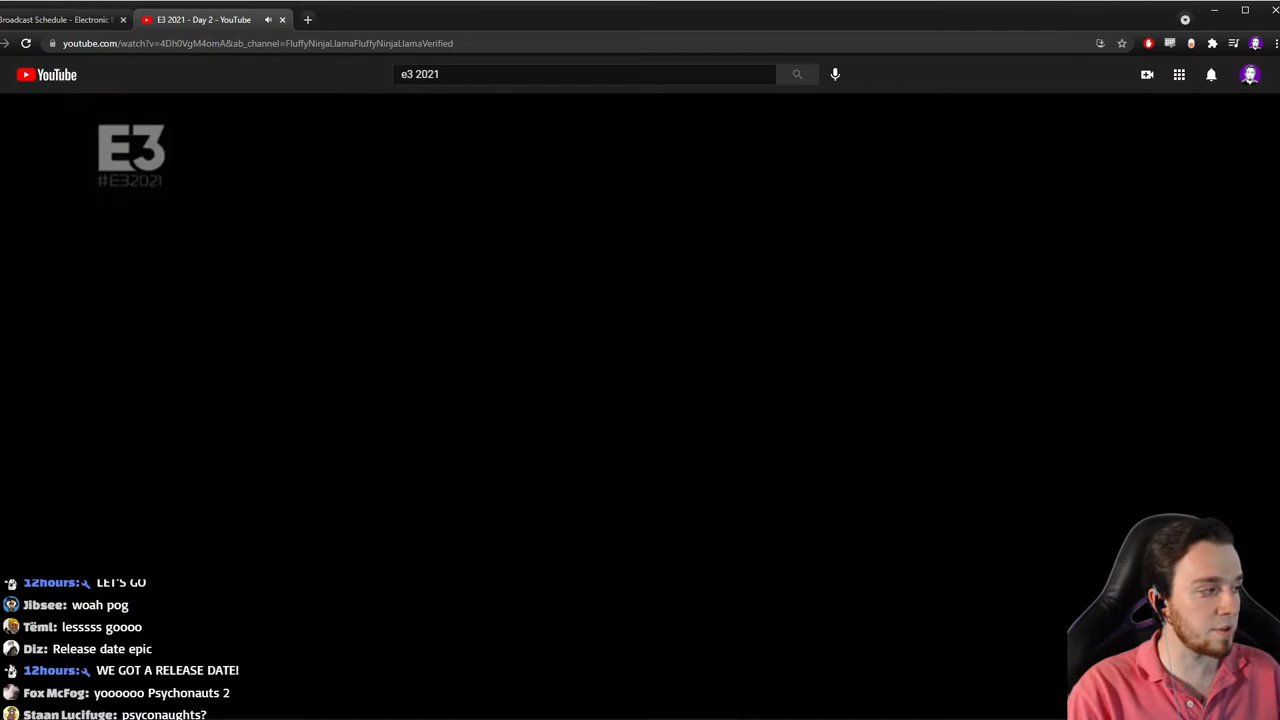 Broadcast Schedule - Electronic E
E3 2021 - Day 2 - YouTube
youtube.com/watch?v=4Dh0VgM4omA&ab_channel=FluffyNinjaLlamaFluffyNinjaLlamaVerified
YouTube
e3 2021
E3
#E32021
12hours: LET'S GO
Jibsee: woah pog
Tëml: lesssss goooo
Diz: Release date epic
12hours: WE GOT A RELEASE DATE!
Fox McFog: yoooooo Psychonauts 2
Staan Lucifuge: psyconaughts?